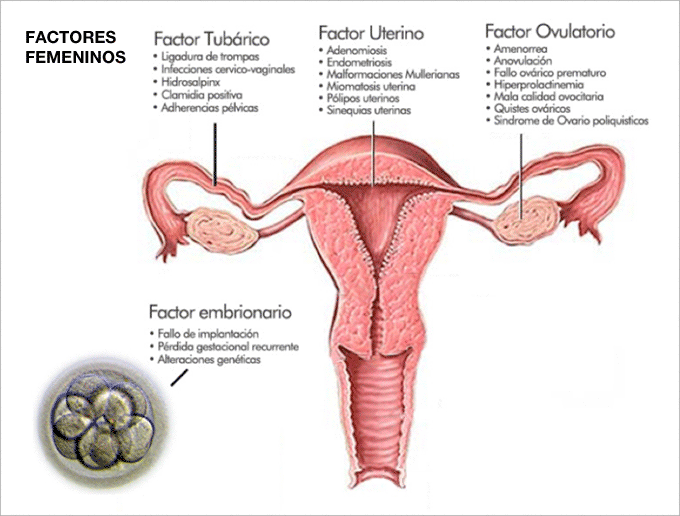 FACTORES
FEMENINOS
Factor Tubárico
• Ligadura de trompas
• Infecciones cervico-vaginales
• Hidrosalpinx
• Clamidia positiva
• Adherencias pélvicas
Factor Uterino
• Adenomiosis
• Endometriosis
• Malformaciones Mullerianas
• Miomatosis uterina
• Pólipos uterinos
• Sinequias uterinas
Factor Ovulatorio
• Amenorrea
• Anovulación
• Fallo ovárico prematuro
• Hiperprolactinemia
• Mala calidad ovocitaria
• Quistes ováricos
• Sindrome de Ovario poliquisticos
Factor embrionario
• Fallo de implantación
• Pérdida gestacional recurrente
• Alteraciones genéticas